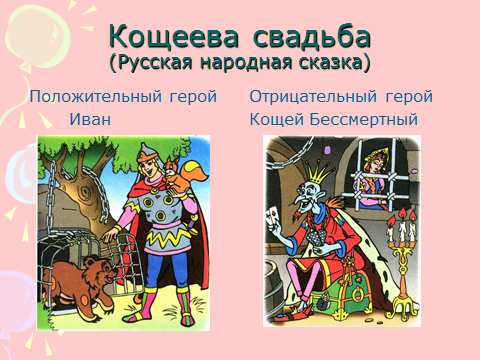 Кощеева свадьба
(Русская народная сказка)
Положительный герой
Иван
Отрицательный герой
Кощей Бессмертный